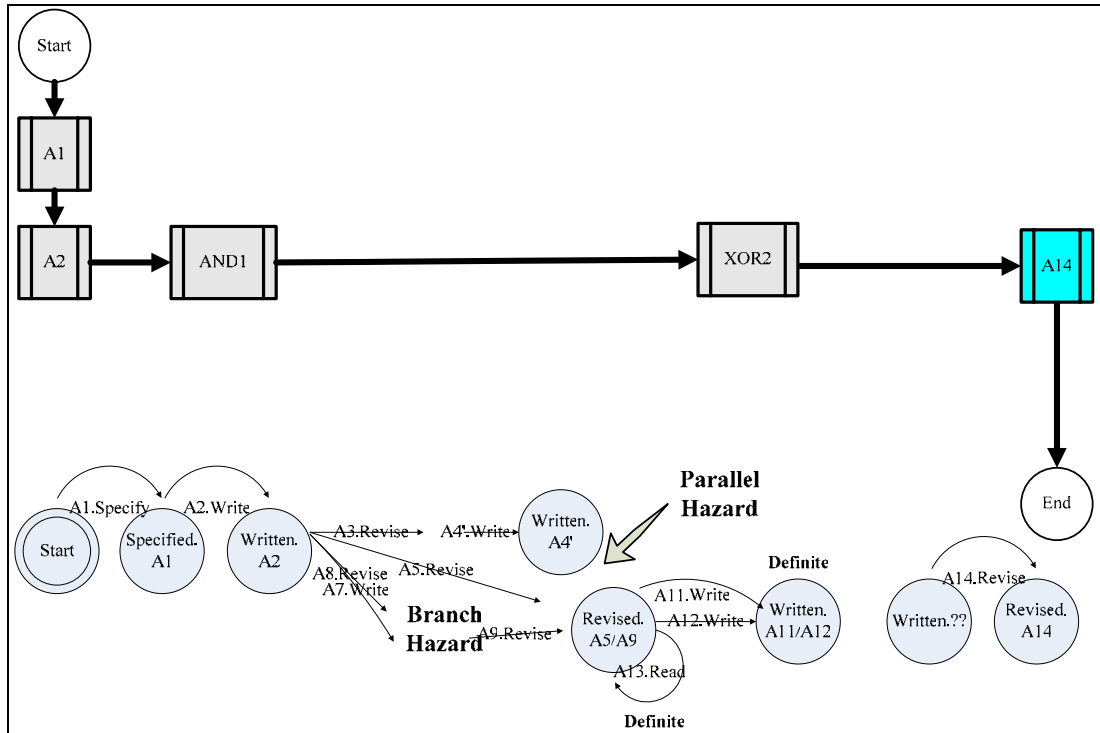 Start
A1
A2
AND1
XOR2
A14
End
Parallel
Hazard
A1.Specify
A2.Write
Start
Specified.
A1
Written.
A2
A3.Revise
A4'.Write
Written.
A4'
A8.Revise
A7.Write
A5.Revise
Branch
Hazard
A9.Revise
Revised.
A5/A9
A11.Write
A12.Write
A13.Read
Definite
Definite
Written.
A11/A12
A14.Revise
Written.??
Revised.
A14